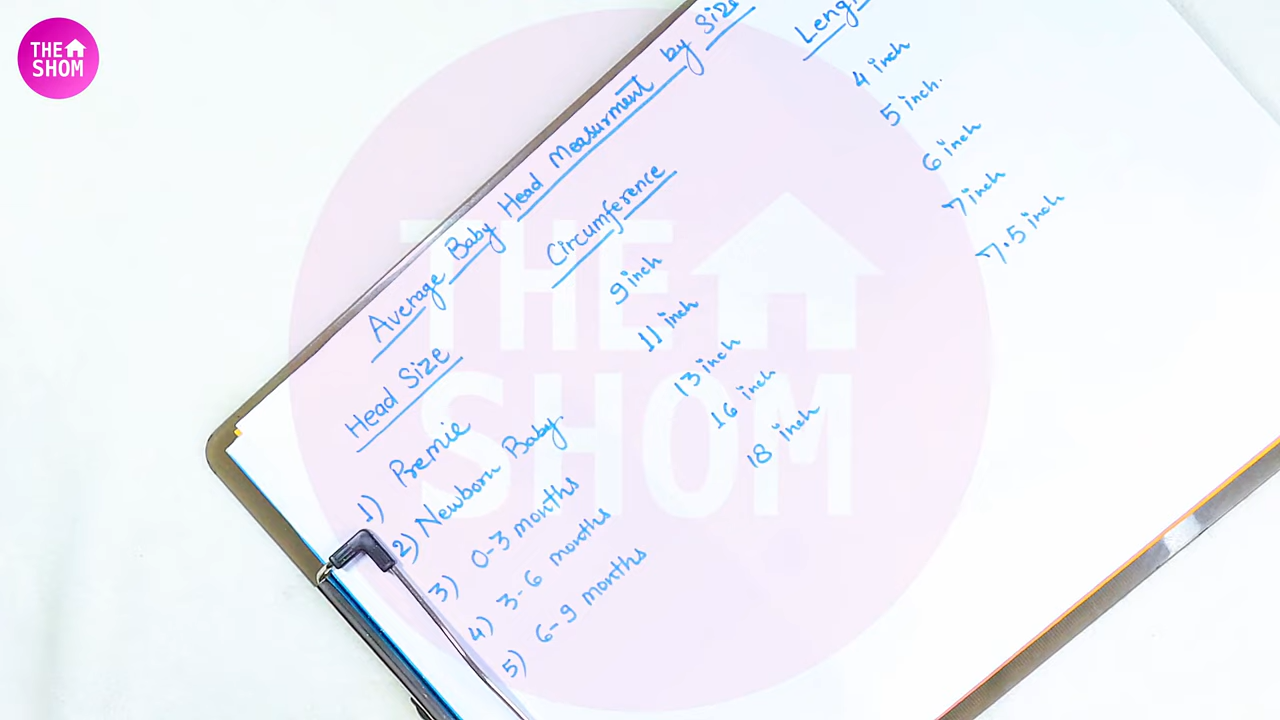 THE
SHOM
Average Baby Head Measurment by Size
Head Size Circumference
1) Premie 9 inch 4 inch
2) Newborn Baby. 11 inch 5 inch.
3) 0-3 months 13 inch 6 inch
4) 3-6 months 16 inch 7 inch
5) 6-9 months 18 inch 7.5 inch
THE
SHOM